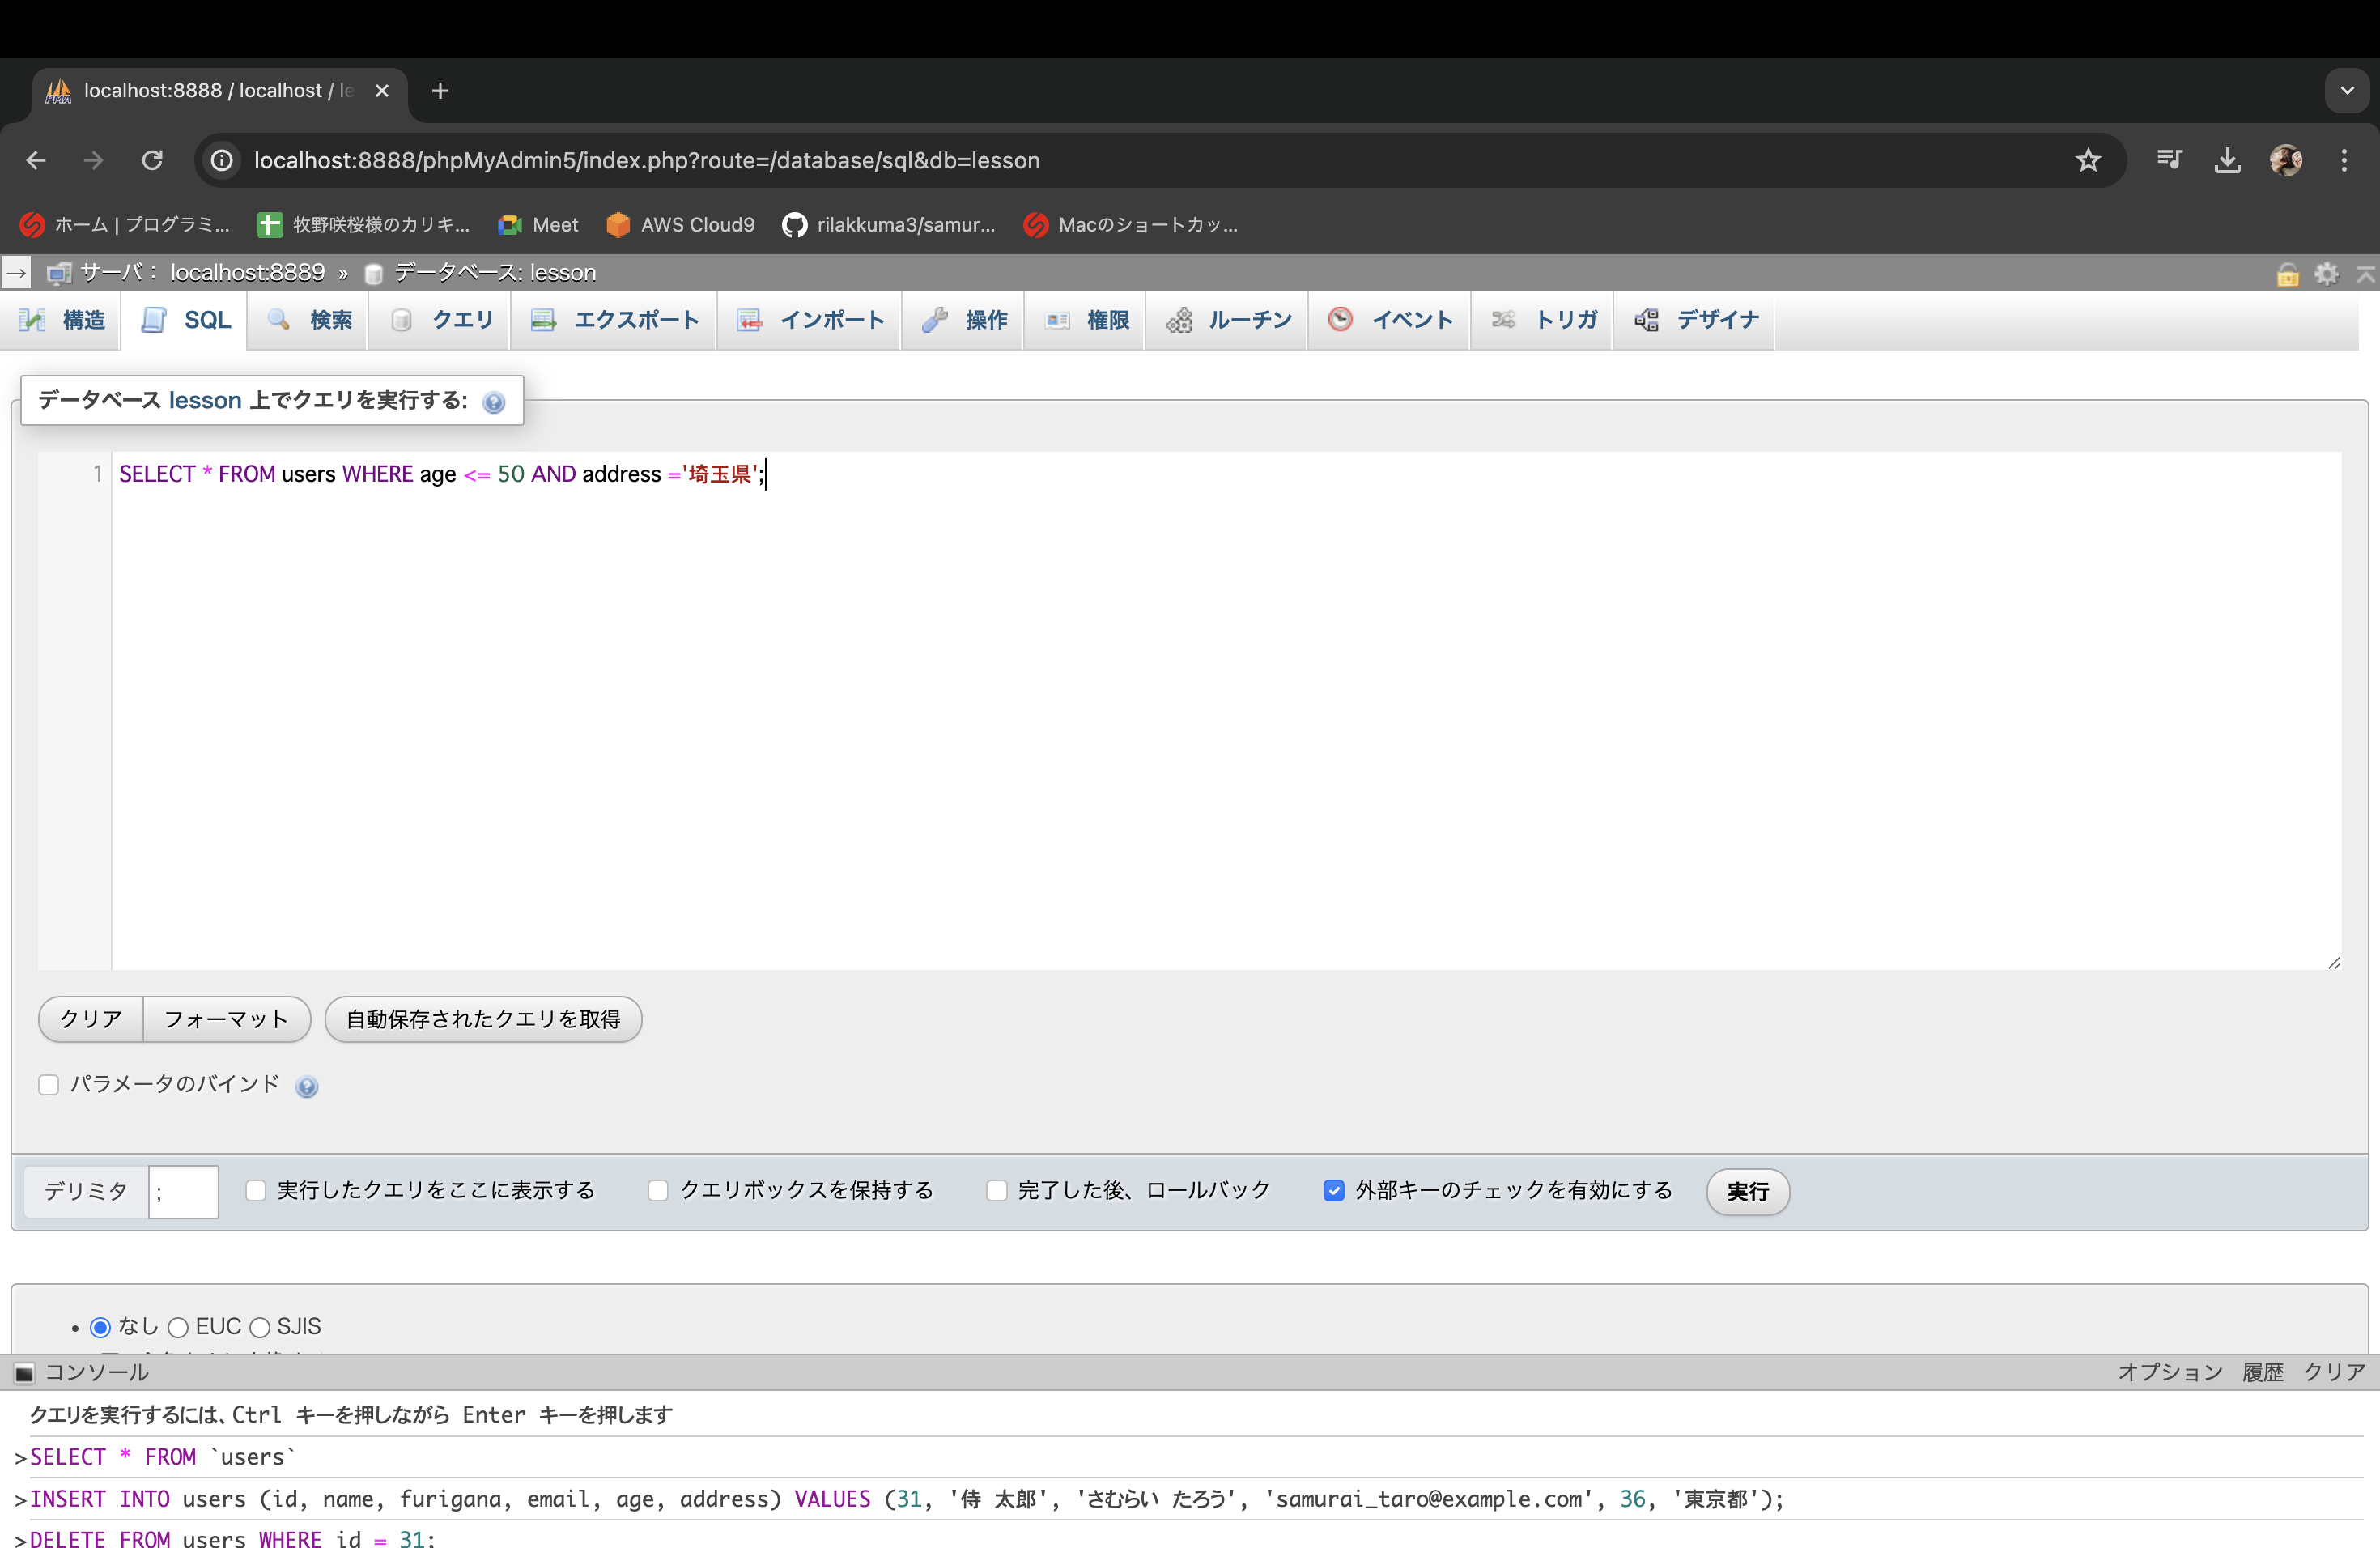 localhost:8888 / localhost / le
localhost:8888/phpMyAdmin5/index.php?route=/database/sql&db=lesson
ホーム | プログラミ... 牧野咲桜様のカリキ... Meet AWS Cloud9 rilakkuma3/samur... Macのショートカッ...
サーバ： localhost:8889 » データベース: lesson
構造 SQL 検索 クエリ エクスポート インポート 操作 権限 ルーチン イベント トリガ デザイナ
データベース lesson 上でクエリを実行する:
1 SELECT * FROM users WHERE age <= 50 AND address ='埼玉県';
クリア フォーマット 自動保存されたクエリを取得
パラメータのバインド
デリミタ ; 実行したクエリをここに表示する クエリボックスを保持する 完了した後、ロールバック 外部キーのチェックを有効にする 実行
• なし EUC SJIS
コンソール オプション 履歴 クリア
クエリを実行するには、Ctrl キーを押しながら Enter キーを押します
>SELECT * FROM `users`
>INSERT INTO users (id, name, furigana, email, age, address) VALUES (31, '侍 太郎', 'さむらい たろう', 'samurai_taro@example.com', 36, '東京都');
>DELETE FROM users WHERE id = 31;